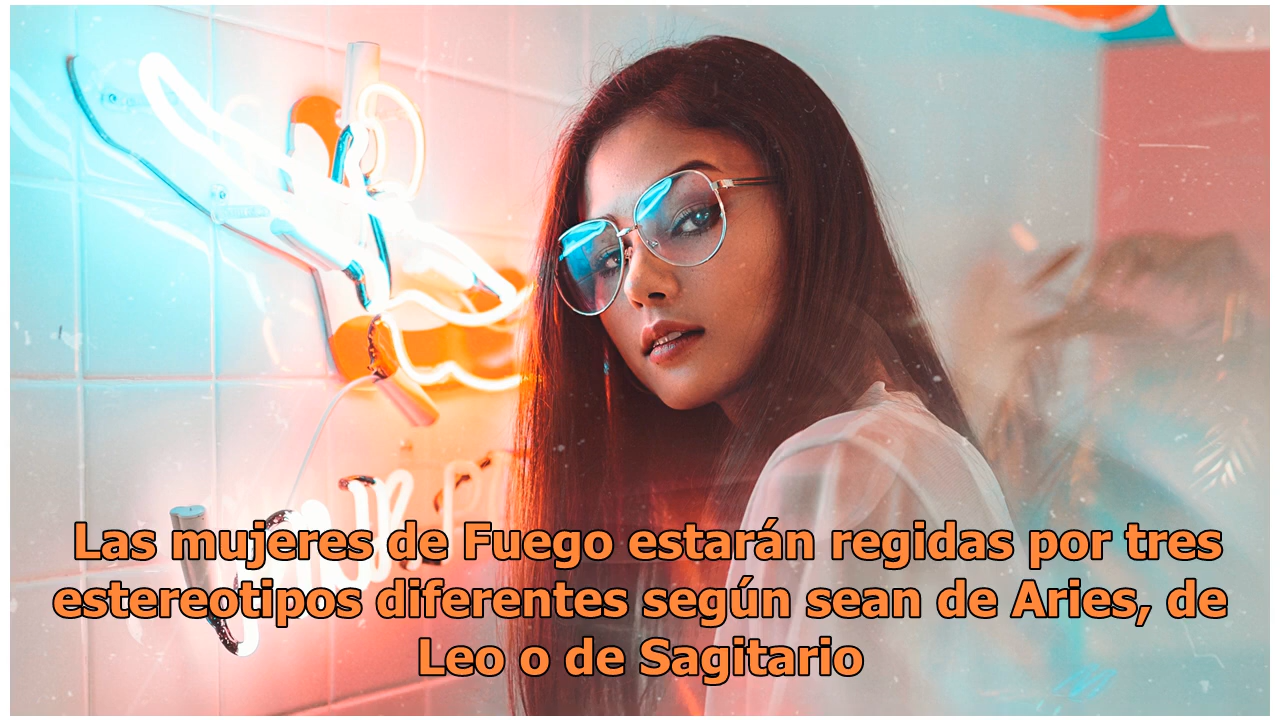 Las mujeres de Fuego estarán regidas por tres
estereotipos diferentes según sean de Aries, de
Leo o de Sagitario